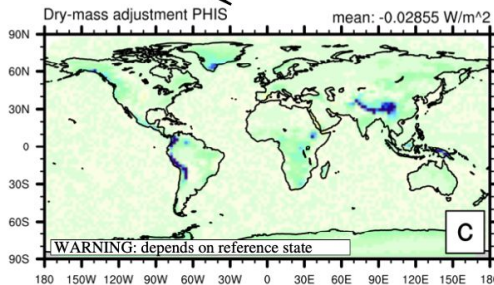 Dry-mass adjustment PHIS mean: -0.02855 W/m^2
90N
60N
30N
0
30S
60S
90S
WARNING: depends on reference state
C
180 150W 120W 90W 60W 30W 0 30E 60E 90E 120E 150E 18